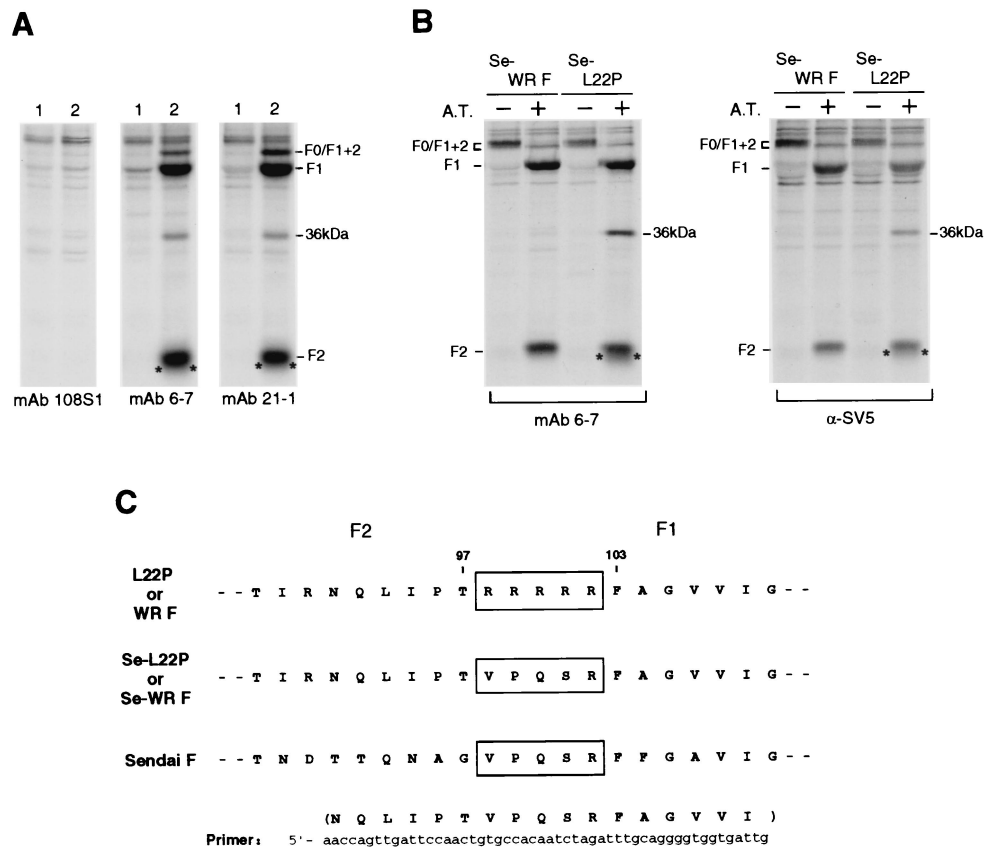 A
1 2 1 2 1 2
F0/F1+2
F1
36kDa
F2
* *
* *
mAb 108S1 mAb 6-7 mAb 21-1
B
Se- Se-
WR F L22P
A.T. − + − +
F0/F1+2
F1
36kDa
F2
* *
mAb 6-7
Se- Se-
WR F L22P
A.T. − + − +
F0/F1+2
F1
36kDa
F2
* *
α-SV5
C
F2 F1
97 103
L22P
or
WR F
- - T I R N Q L I P T R R R R R F A G V V I G - -
Se-L22P
or
Se-WR F
- - T I R N Q L I P T V P Q S R F A G V V I G - -
Sendai F - - T N D T T Q N A G V P Q S R F F G A V I G - -
(N Q L I P T V P Q S R F A G V V I )
Primer: 5'- aaccagttgattccaactgtgccacaatctagatttgcaggggtggtgattg